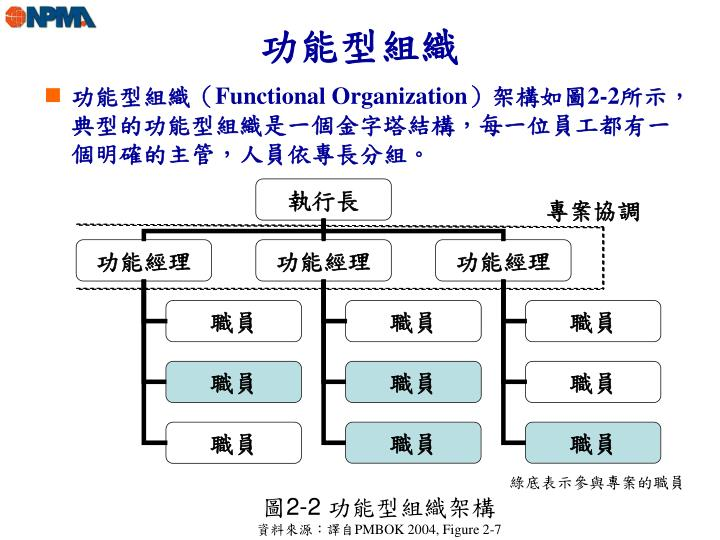 NPMA
功能型組織
功能型組織（Functional Organization）架構如圖2-2所示，
典型的功能型組織是一個金字塔結構，每一位員工都有一
個明確的主管，人員依專長分組。
執行長
專案協調
功能經理 功能經理 功能經理
職員 職員 職員
職員 職員 職員
職員 職員 職員
綠底表示參與專案的職員
圖2-2 功能型組織架構
資料來源：譯自PMBOK 2004, Figure 2-7